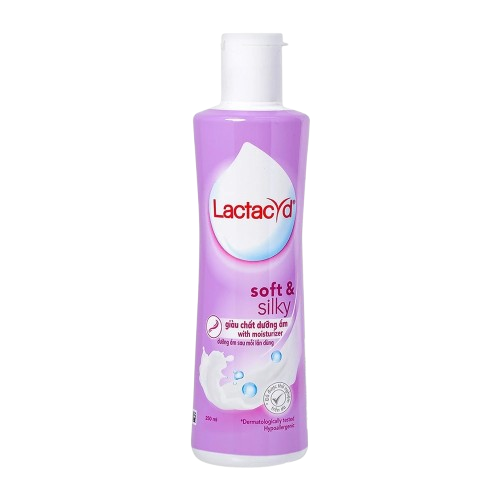 Lactacyd
soft &
silky
giàu chất dưỡng ẩm
with moisturizer
dưỡng ẩm sau mỗi lần dùng
250 ml
*Dermatologically tested
Hypoallergenic